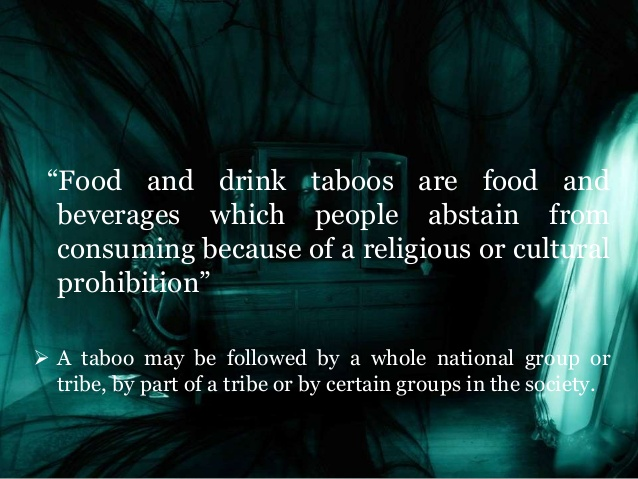 “Food and drink taboos are food and
beverages which people abstain from
consuming because of a religious or cultural
prohibition”
➢ A taboo may be followed by a whole national group or
tribe, by part of a tribe or by certain groups in the society.